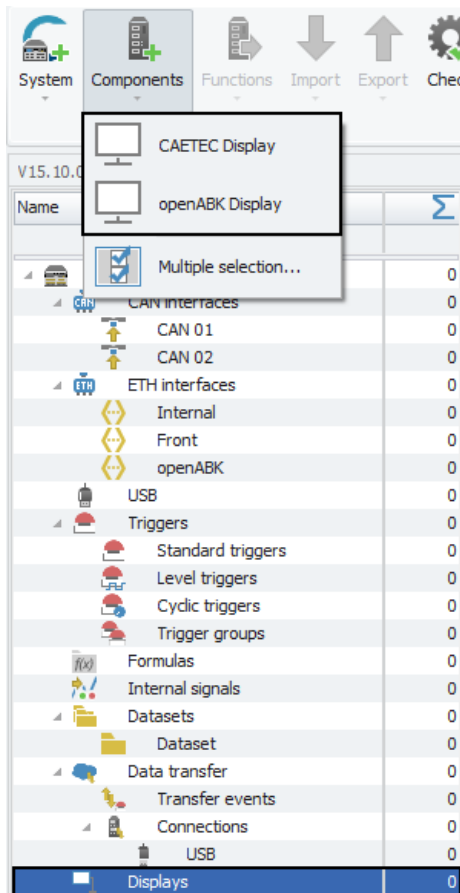 System Components Functions Import Export Chec
CAETEC Display
V15.10.0
Name openABK Display Σ
Multiple selection...
0
CAN CAN interfaces 0
CAN 01 0
CAN 02 0
ETH ETH interfaces 0
Internal 0
Front 0
openABK 0
USB 0
Triggers 0
Standard triggers 0
Level triggers 0
Cyclic triggers 0
Trigger groups 0
f(x) Formulas 0
Internal signals 0
Datasets 0
Dataset 0
Data transfer 0
Transfer events 0
Connections 0
USB 0
Displays 0